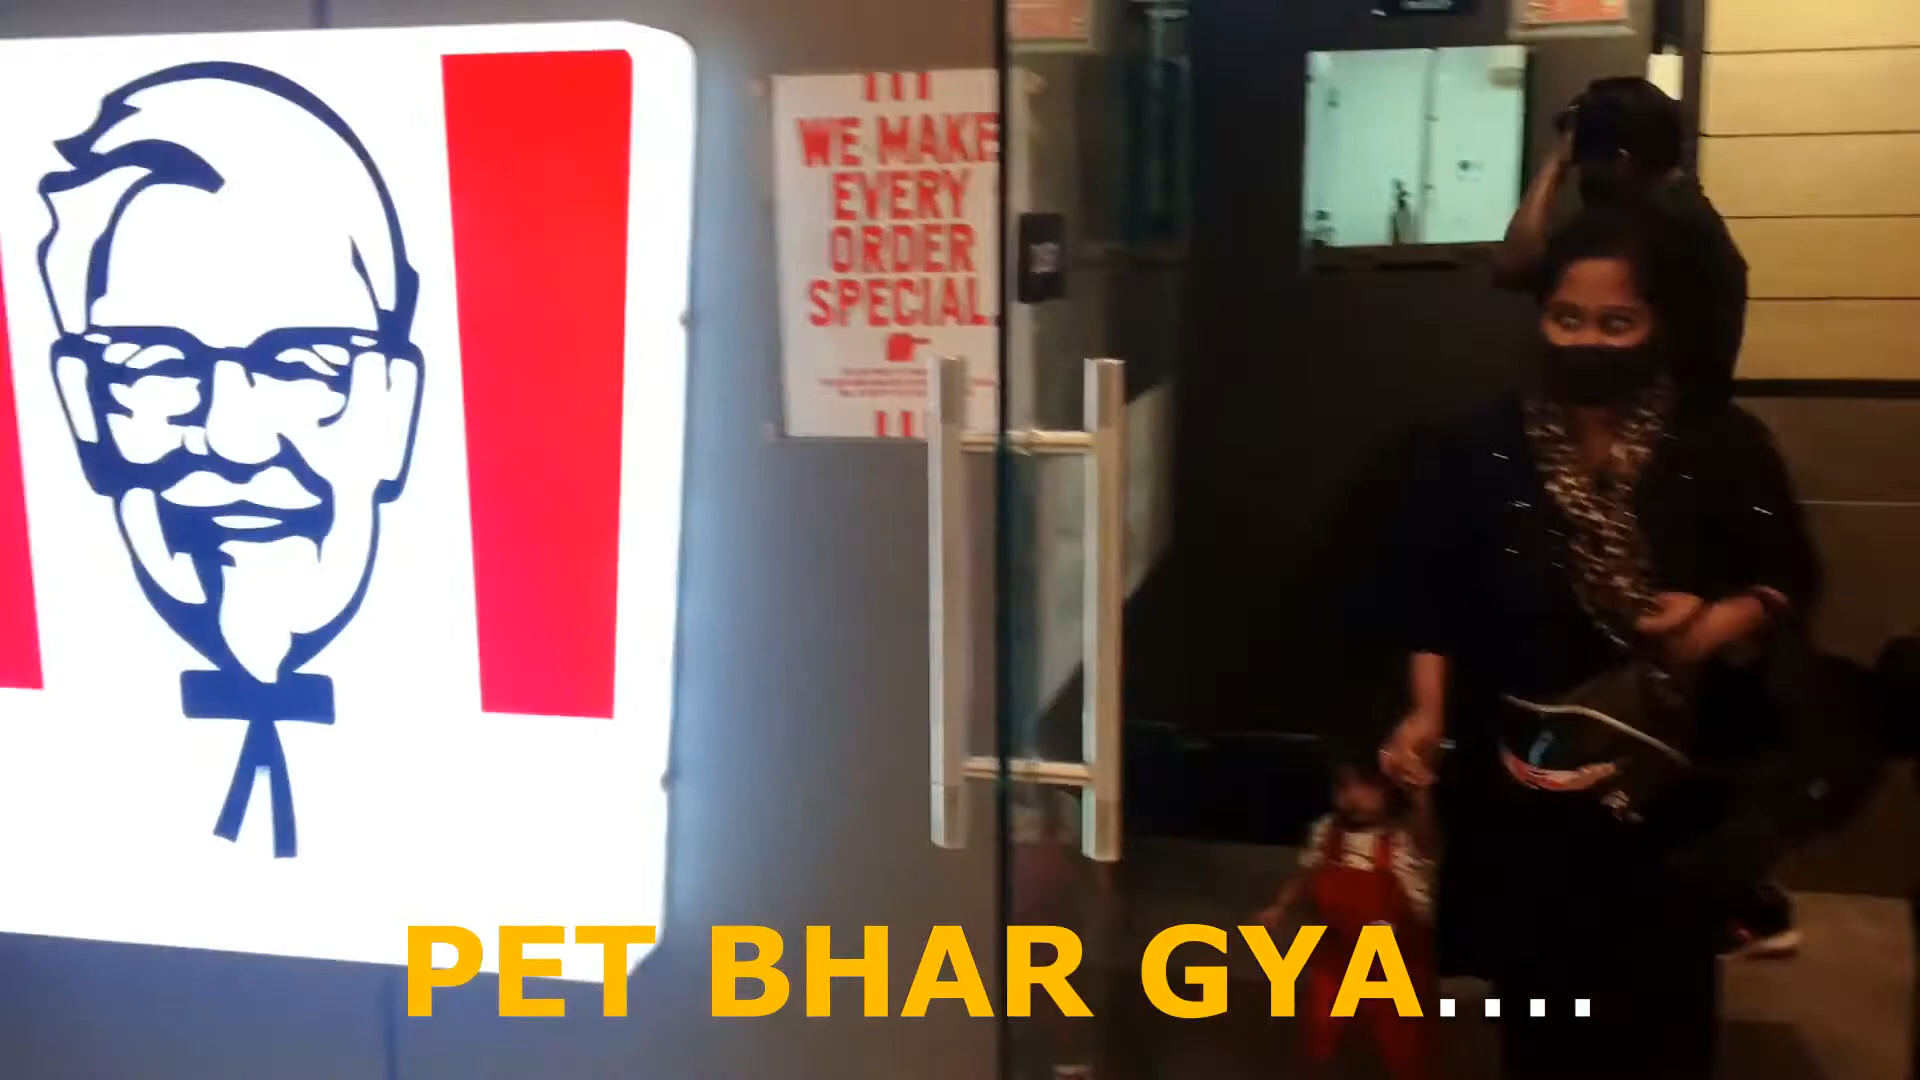 WE MAKE
EVERY
ORDER
SPECIAL.
PET BHAR GYA....